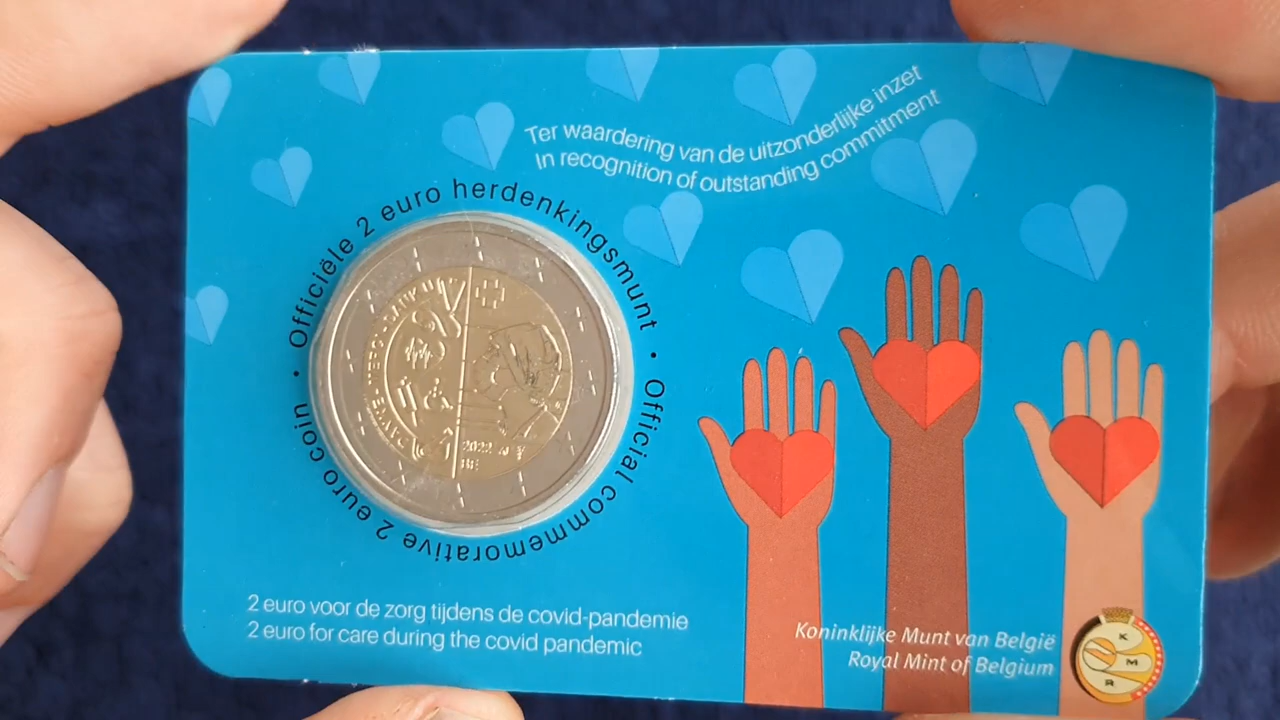 Ter waardering van de uitzonderlijke inzet
In recognition of outstanding commitment
• Officiële 2 euro herdenkingsmunt • Official commemorative 2 euro coin
2022
BE
2 euro voor de zorg tijdens de covid-pandemie
2 euro for care during the covid pandemic
Koninklijke Munt van België
Royal Mint of Belgium
K
M
R